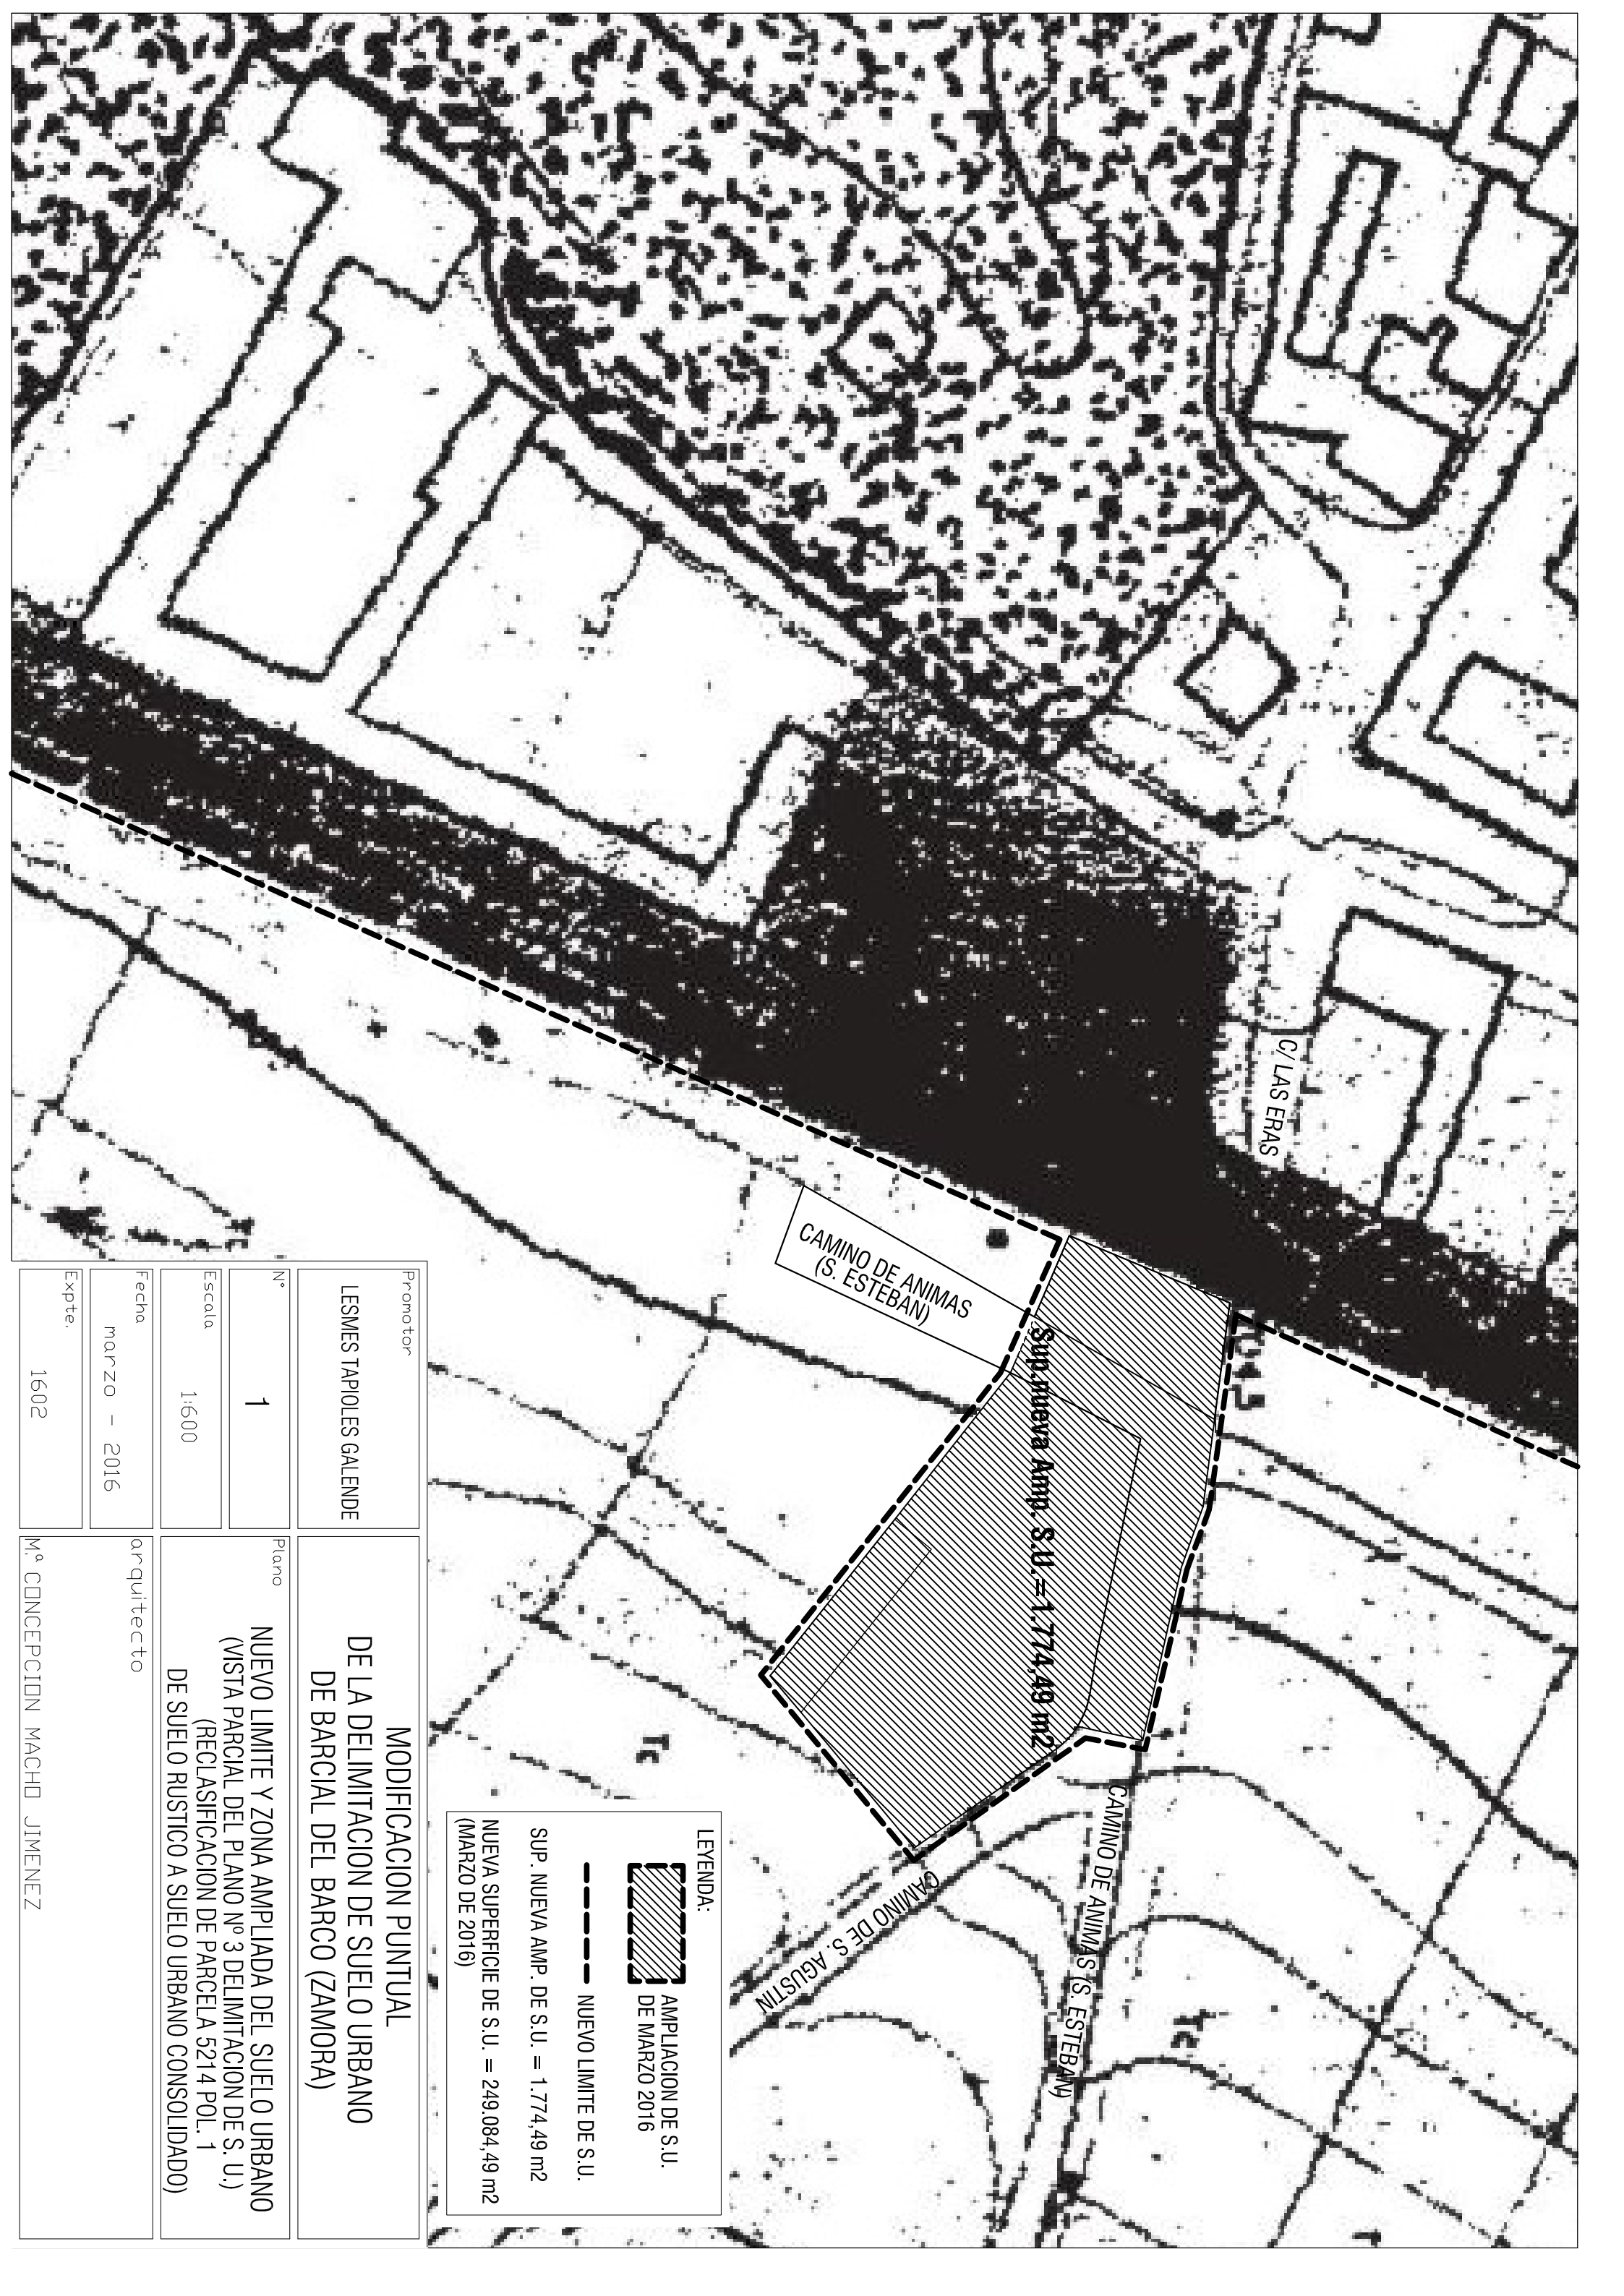 C/ LAS ERAS
CAMINO DE ANIMAS
(S. ESTEBAN)
Sup.nueva Amp. S.U.=1.774,49 m2
CAMINO DE ANIMAS (S. ESTEBAN)
CAMINO DE S. AGUSTIN
Tc
Tc
LEYENDA:
AMPLIACION DE S.U.
DE MARZO 2016
NUEVO LIMITE DE S.U.
SUP. NUEVA AMP. DE S.U. = 1.774,49 m2
NUEVA SUPERFICIE DE S.U. = 249.084,49 m2
(MARZO DE 2016)
Promotor
LESMES TAPIOLES GALENDE
MODIFICACION PUNTUAL
DE LA DELIMITACION DE SUELO URBANO
DE BARCIAL DEL BARCO (ZAMORA)
Nº
1
Plano
NUEVO LIMITE Y ZONA AMPLIADA DEL SUELO URBANO
(VISTA PARCIAL DEL PLANO Nº 3 DELIMITACION DE S. U.)
(RECLASIFICACION DE PARCELA 5214 POL. 1
DE SUELO RUSTICO A SUELO URBANO CONSOLIDADO)
Escala
1:600
Fecha
marzo - 2016
Expte.
1602
arquitecto
M.ª CONCEPCION MACHO JIMENEZ